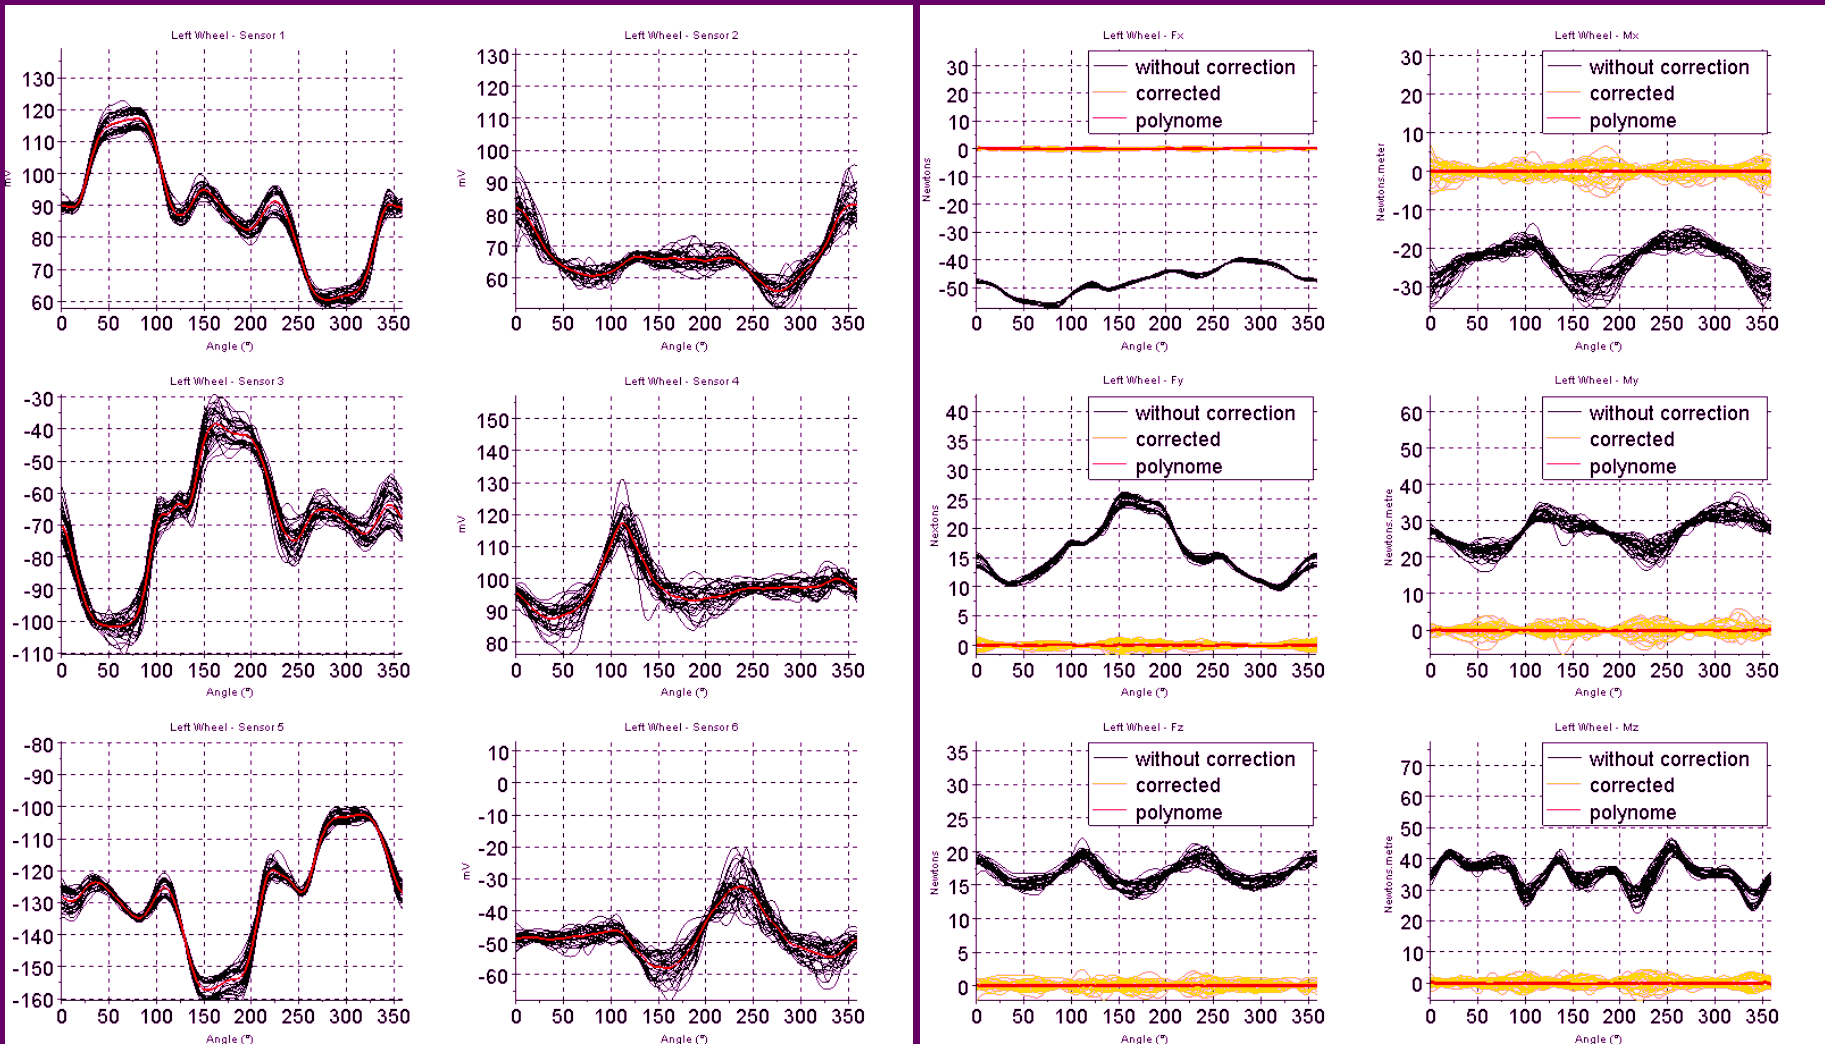 Left Wheel - Sensor 1
130
120
110
100
90
80
70
60
mV
0 50 100 150 200 250 300 350
Angle (°)
Left Wheel - Sensor 2
130
120
110
100
90
80
70
60
mV
0 50 100 150 200 250 300 350
Angle (°)
Left Wheel - Sensor 3
-30
-40
-50
-60
-70
-80
-90
-100
-110
0 50 100 150 200 250 300 350
Angle (°)
Left Wheel - Sensor 4
150
140
130
120
110
100
90
80
mV
0 50 100 150 200 250 300 350
Angle (°)
Left Wheel - Sensor 5
-80
-90
-100
-110
-120
-130
-140
-150
-160
0 50 100 150 200 250 300 350
Angle (°)
Left Wheel - Sensor 6
10
0
-10
-20
-30
-40
-50
-60
mV
0 50 100 150 200 250 300 350
Angle (°)
Left Wheel - Fx
without correction
corrected
polynome
30
20
10
0
-10
-20
-30
-40
-50
Newtons
0 50 100 150 200 250 300 350
Angle (°)
Left Wheel - Mx
without correction
corrected
polynome
30
20
10
0
-10
-20
-30
Newtons.meter
0 50 100 150 200 250 300 350
Angle (°)
Left Wheel - Fy
without correction
corrected
polynome
40
35
30
25
20
15
10
5
0
Nextons
0 50 100 150 200 250 300 350
Angle (°)
Left Wheel - My
without correction
corrected
polynome
60
50
40
30
20
10
0
Newtons.metre
0 50 100 150 200 250 300 350
Angle (°)
Left Wheel - Fz
without correction
corrected
polynome
35
30
25
20
15
10
5
0
Newtons
0 50 100 150 200 250 300 350
Angle (°)
Left Wheel - Mz
without correction
corrected
polynome
70
60
50
40
30
20
10
0
Newtons.metre
0 50 100 150 200 250 300 350
Angle (°)